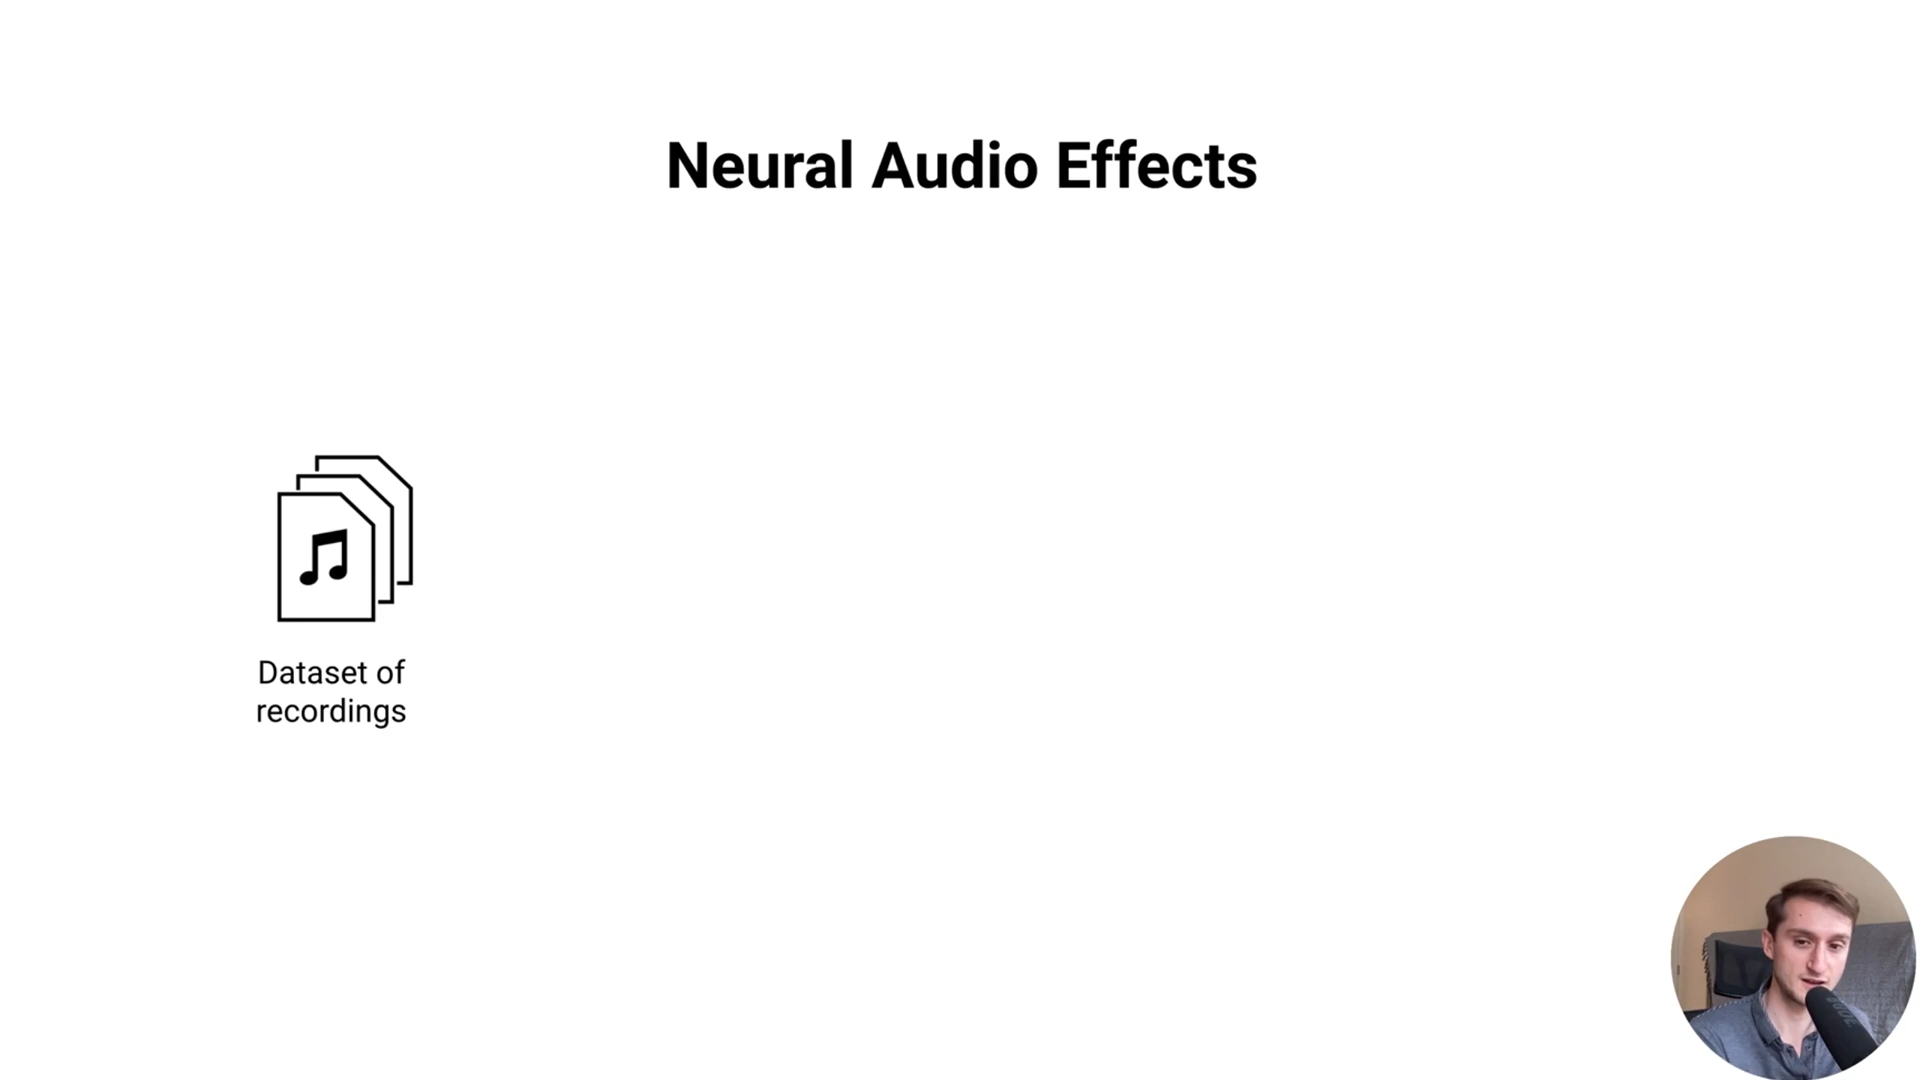 Neural Audio Effects
Dataset of
recordings